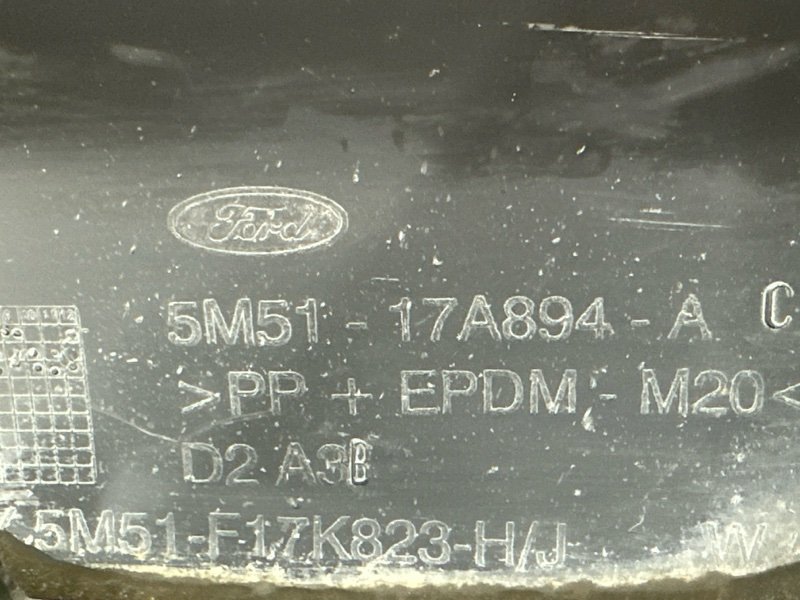 Ford
5M51 - 17A894 - A C
>PP + EPDM - M20<
D2 A3B
5M51-F17K823-H/J W